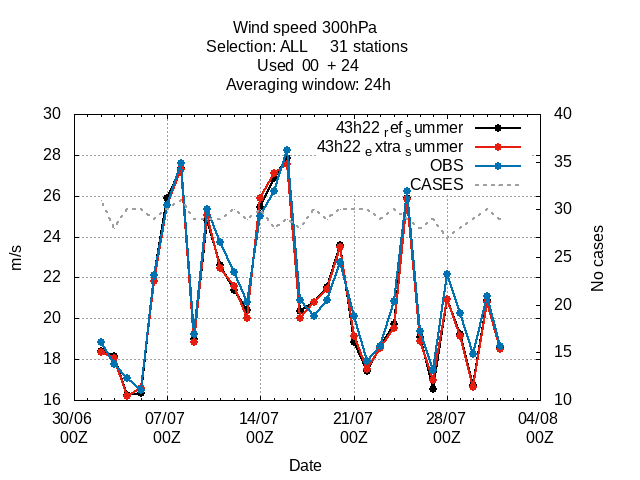 Wind speed 300hPa
Selection: ALL 31 stations
Used 00 + 24
Averaging window: 24h
30 40
43h22 ref summer
43h22 extra summer
28 35
OBS
26 CASES 30
24 25
m/s No cases
22 20
20
18 15
16 10
30/06 07/07 14/07 21/07 28/07 04/08
00Z 00Z 00Z 00Z 00Z 00Z
Date